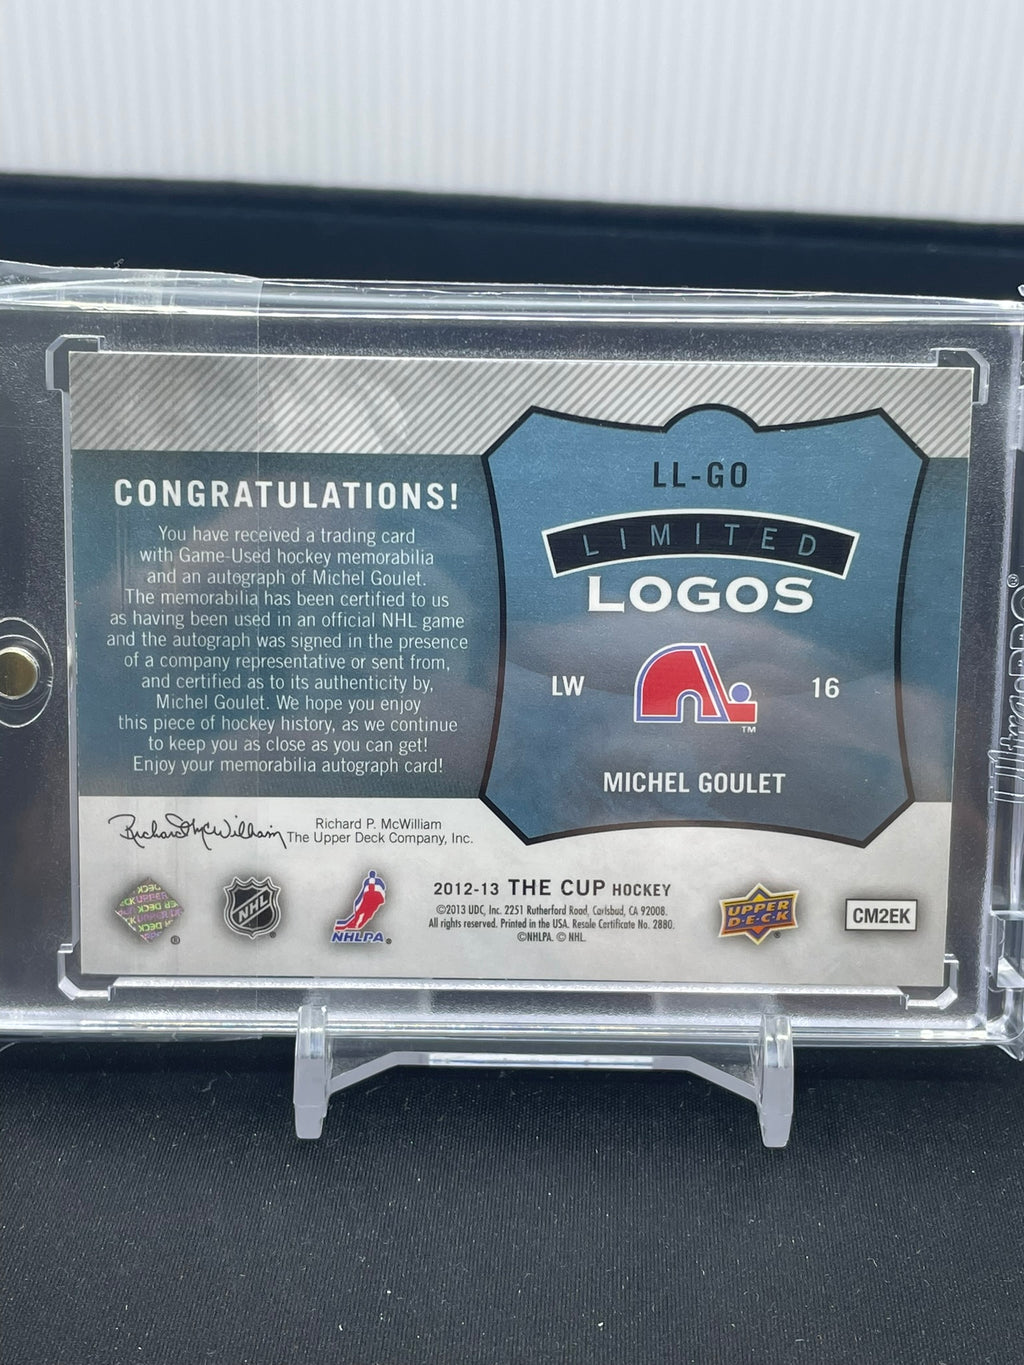 CONGRATULATIONS!
You have received a trading card
with Game-Used hockey memorabilia
and an autograph of Michel Goulet.
The memorabilia has been certified to us
as having been used in an official NHL game
and the autograph was signed in the presence
of a company representative or sent from,
and certified as to its authenticity by,
Michel Goulet. We hope you enjoy
this piece of hockey history, as we continue
to keep you as close as you can get!
Enjoy your memorabilia autograph card!
LL-GO
LIMITED
LOGOS
LW
16
TM
MICHEL GOULET
Richard McWilliam
Richard P. McWilliam
The Upper Deck Company, Inc.
®
NHL
®
NHLPA®
2012-13 THE CUP HOCKEY
©2013 UDC, Inc. 2251 Rutherford Road, Carlsbad, CA 92008.
All rights reserved. Printed in the USA. Resale Certificate No. 2880.
©NHLPA. © NHL.
UPPER
D·E·C·K
®
CM2EK